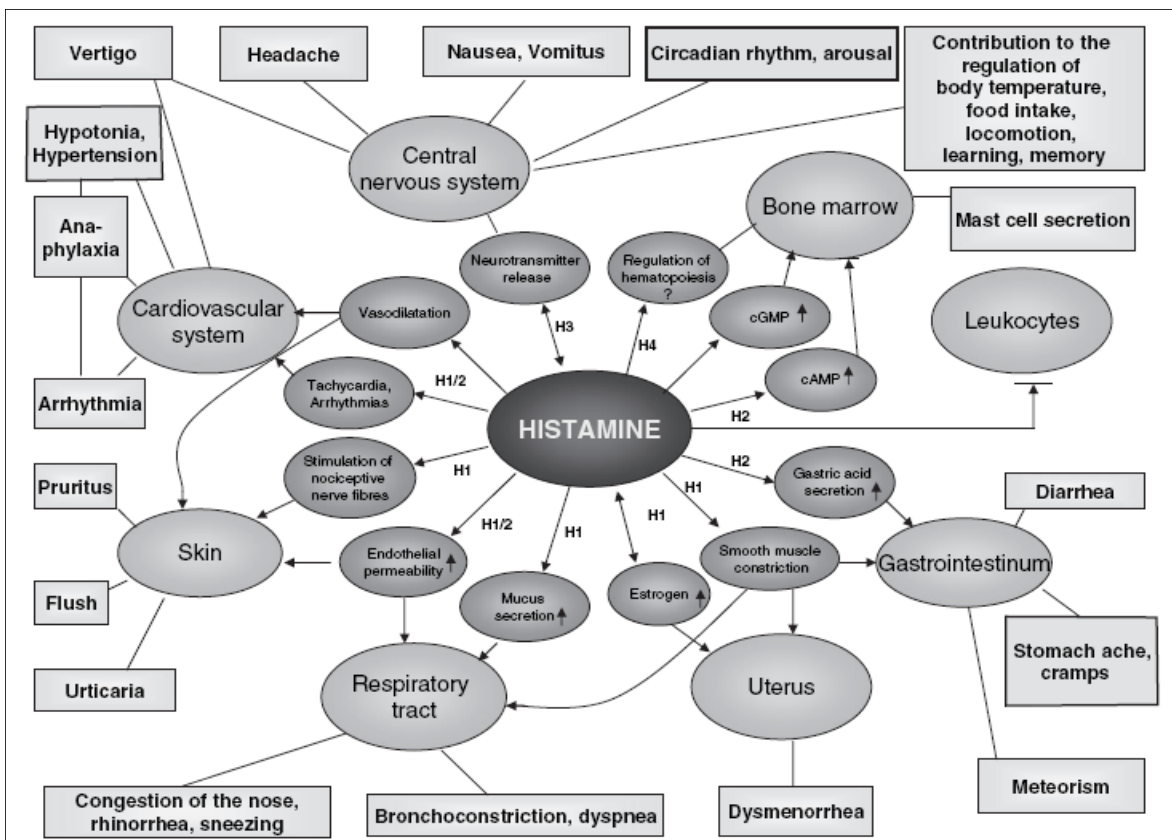 Vertigo
Headache
Nausea, Vomitus
Circadian rhythm, arousal
Contribution to the
regulation of
body temperature,
food intake,
locomotion,
learning, memory
Hypotonia,
Hypertension
Central
nervous system
Bone marrow
Mast cell secretion
Ana-
phylaxia
Neurotransmitter
release
Regulation of
hematopoiesis
?
Cardiovascular
system
Vasodilatation
cGMP
Leukocytes
H3
H4
cAMP
Arrhythmia
Tachycardia,
Arrhythmias
H1/2
HISTAMINE
H2
Stimulation of
nociceptive
nerve fibres
H1
H2
Gastric acid
secretion
Pruritus
H1
Diarrhea
H1/2
H1
H1
Skin
Endothelial
permeability
Smooth muscle
constriction
Gastrointestinum
Flush
Mucus
secretion
Estrogen
Stomach ache,
cramps
Urticaria
Respiratory
tract
Uterus
Meteorism
Congestion of the nose,
rhinorrhea, sneezing
Bronchoconstriction, dyspnea
Dysmenorrhea